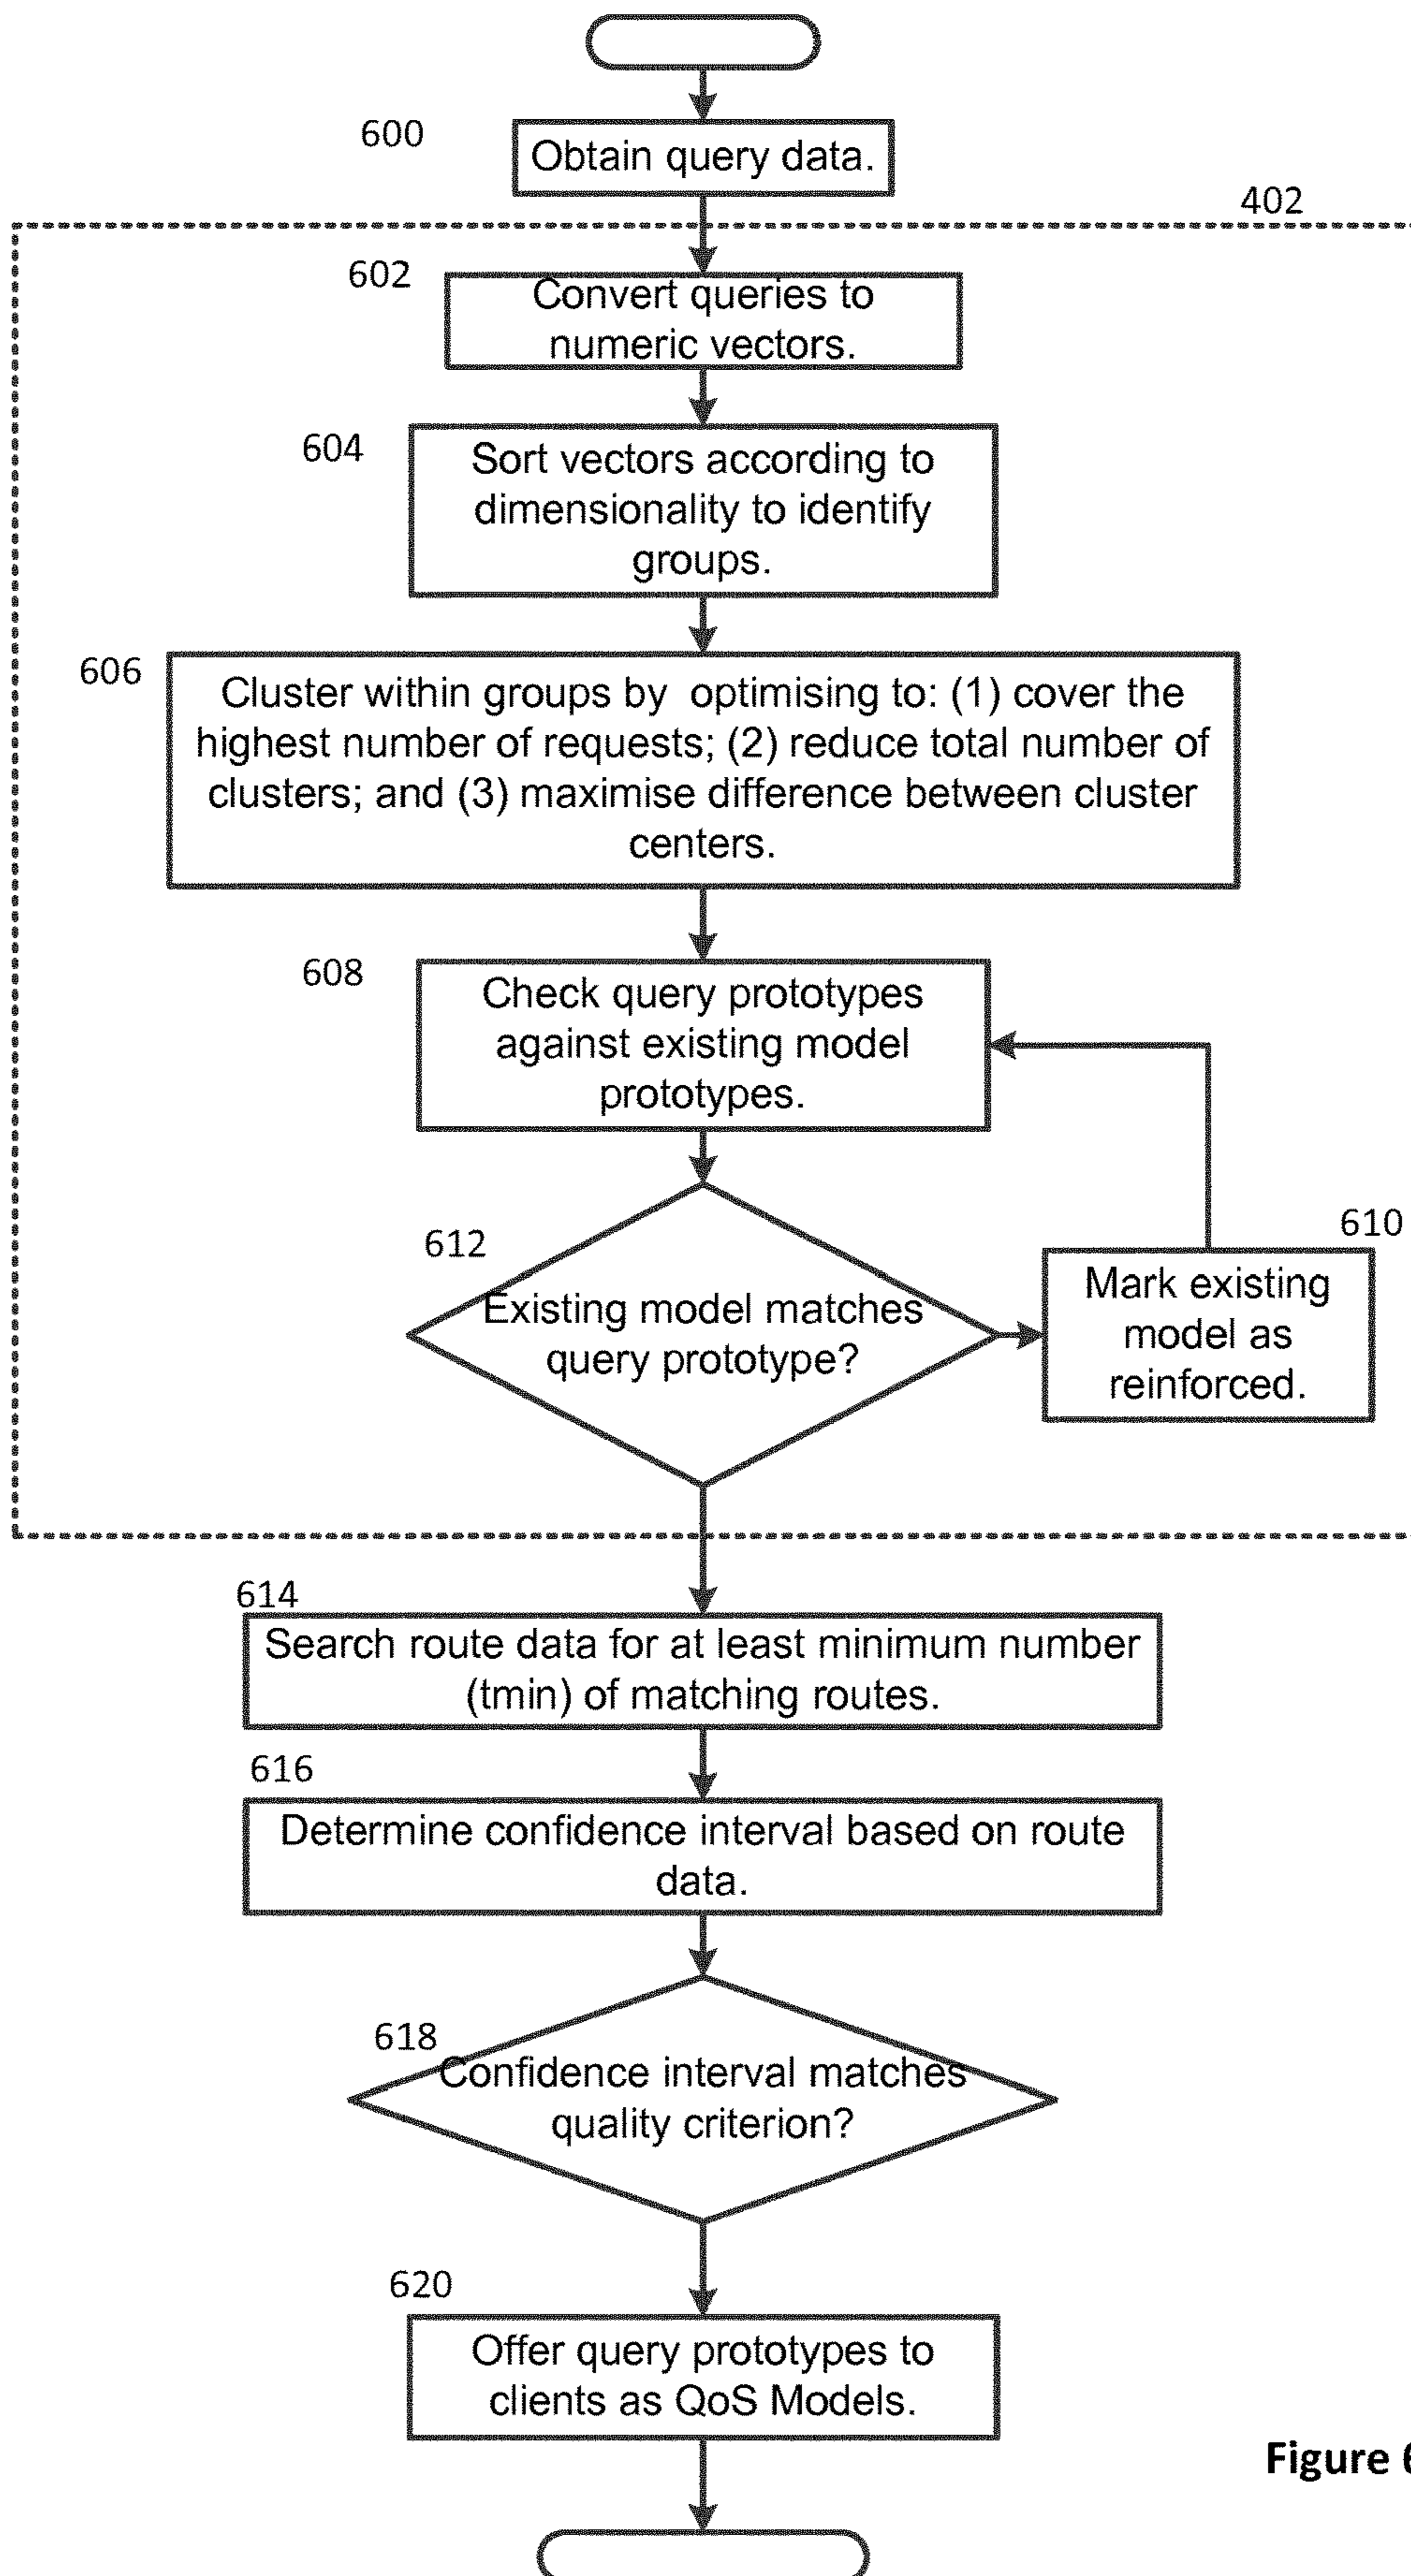 600
Obtain query data.
402
602
Convert queries to
numeric vectors.
604
Sort vectors according to
dimensionality to identify
groups.
606
Cluster within groups by  optimising to: (1) cover the
highest number of requests; (2) reduce total number of
clusters; and (3) maximise difference between cluster
centers.
608
Check query prototypes
against existing model
prototypes.
612
Existing model matches
query prototype?
610
Mark existing
model as
reinforced.
614
Search route data for at least minimum number
(tmin) of matching routes.
616
Determine confidence interval based on route
data.
618
Confidence interval matches
quality criterion?
620
Offer query prototypes to
clients as QoS Models.
Figure 6